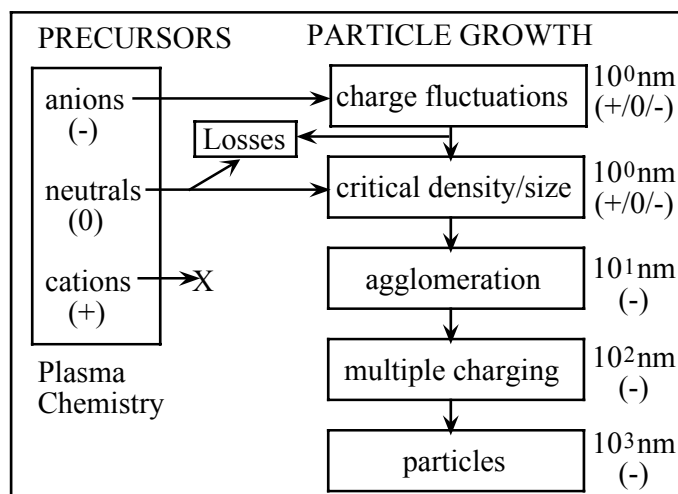 PRECURSORS
PARTICLE GROWTH
anions
(-)
neutrals
(0)
cations
(+)
X
Plasma
Chemistry
Losses
charge fluctuations
10⁰nm
(+/0/-)
critical density/size
10⁰nm
(+/0/-)
agglomeration
10¹nm
(-)
multiple charging
10²nm
(-)
particles
10³nm
(-)